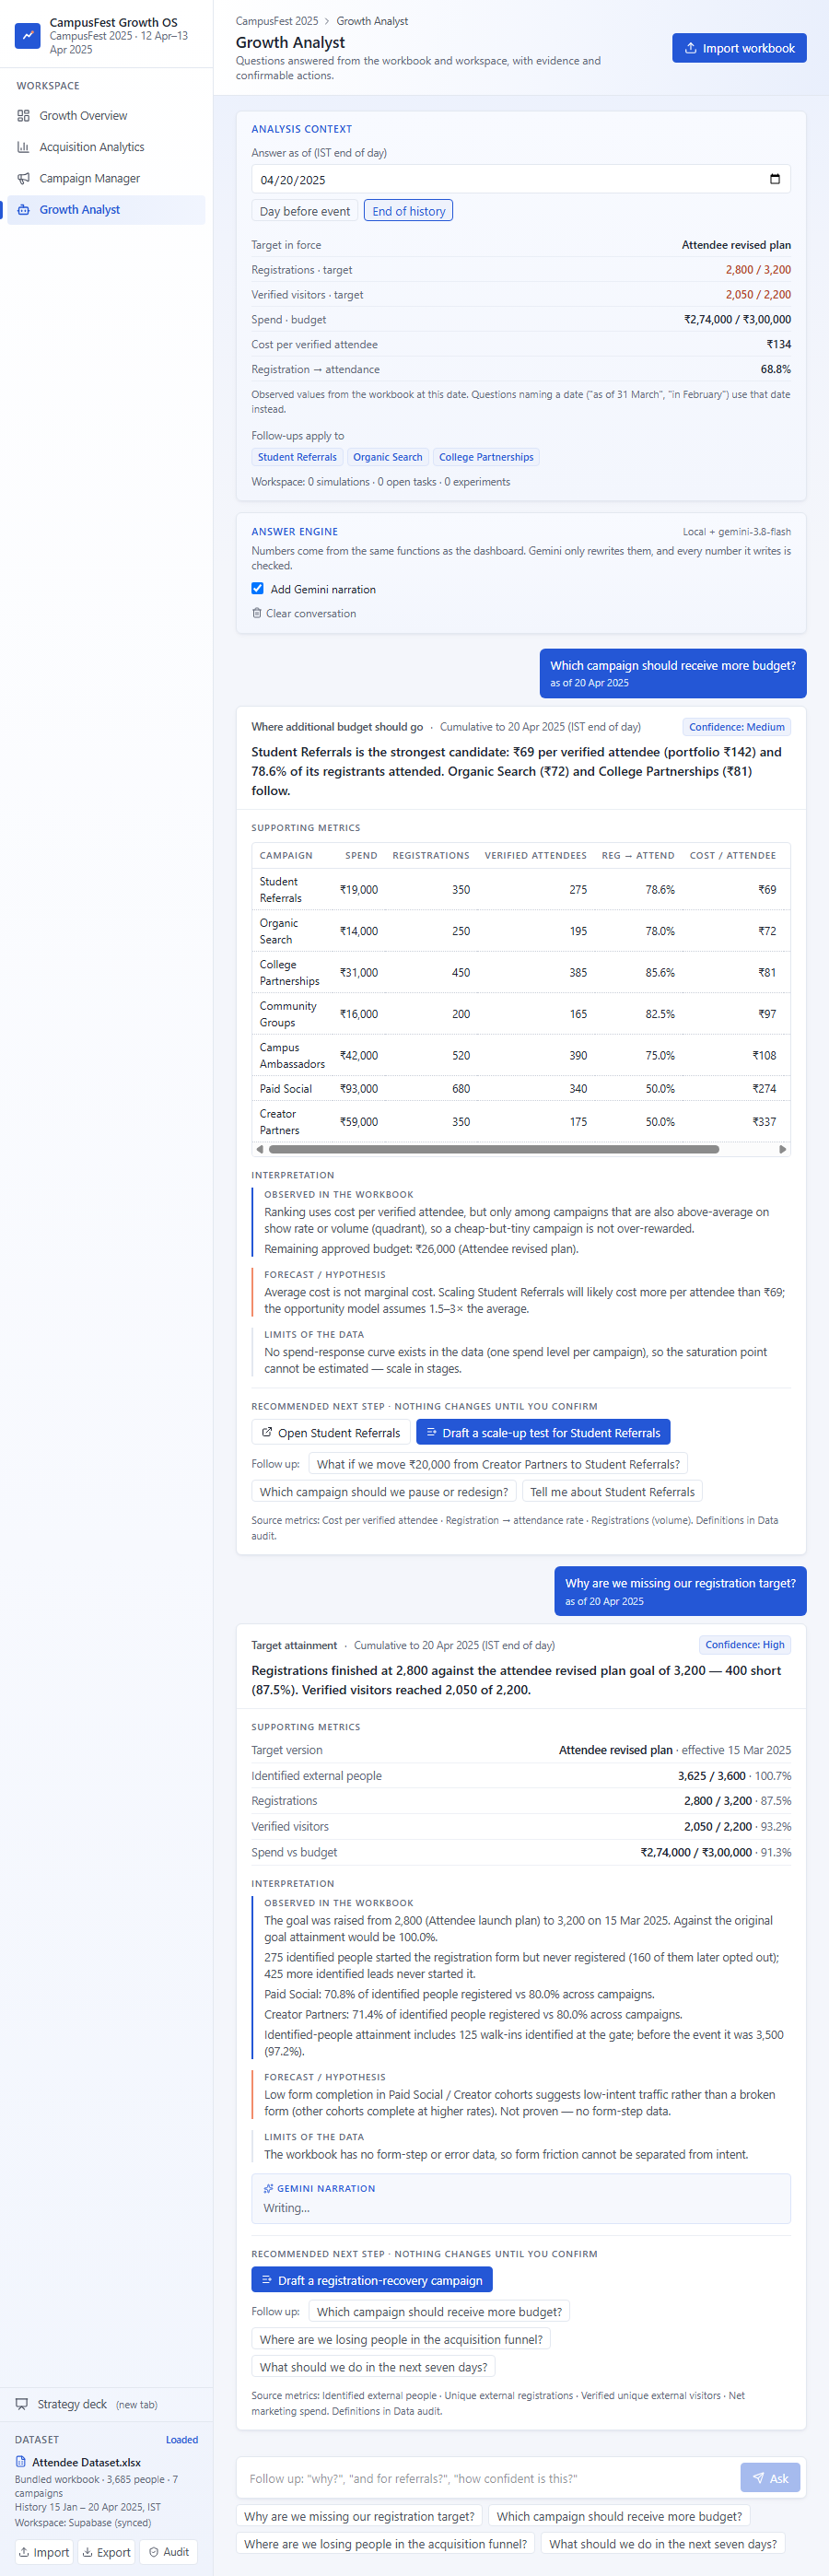 CampusFest Growth OS
CampusFest 2025 · 12 Apr–13
Apr 2025
WORKSPACE
Growth Overview
Acquisition Analytics
Campaign Manager
Growth Analyst
CampusFest 2025 > Growth Analyst
Growth Analyst
Questions answered from the workbook and workspace, with evidence and
confirmable actions.
Import workbook
ANALYSIS CONTEXT
Answer as of (IST end of day)
04/20/2025
Day before event
End of history
Target in force Attendee revised plan
Registrations · target 2,800 / 3,200
Verified visitors · target 2,050 / 2,200
Spend · budget ₹2,74,000 / ₹3,00,000
Cost per verified attendee ₹134
Registration → attendance 68.8%
Observed values from the workbook at this date. Questions naming a date ("as of 31 March", "in February") use that date
instead.
Follow-ups apply to
Student Referrals Organic Search College Partnerships
Workspace: 0 simulations · 0 open tasks · 0 experiments
ANSWER ENGINE Local + gemini-3.8-flash
Numbers come from the same functions as the dashboard. Gemini only rewrites them, and every number it writes is
checked.
Add Gemini narration
Clear conversation
Which campaign should receive more budget?
as of 20 Apr 2025
Where additional budget should go · Cumulative to 20 Apr 2025 (IST end of day) Confidence: Medium
Student Referrals is the strongest candidate: ₹69 per verified attendee (portfolio ₹142) and
78.6% of its registrants attended. Organic Search (₹72) and College Partnerships (₹81)
follow.
SUPPORTING METRICS
CAMPAIGN SPEND REGISTRATIONS VERIFIED ATTENDEES REG → ATTEND COST / ATTENDEE
Student
Referrals ₹19,000 350 275 78.6% ₹69
Organic
Search ₹14,000 250 195 78.0% ₹72
College
Partnerships ₹31,000 450 385 85.6% ₹81
Community
Groups ₹16,000 200 165 82.5% ₹97
Campus
Ambassadors ₹42,000 520 390 75.0% ₹108
Paid Social ₹93,000 680 340 50.0% ₹274
Creator
Partners ₹59,000 350 175 50.0% ₹337
INTERPRETATION
OBSERVED IN THE WORKBOOK
Ranking uses cost per verified attendee, but only among campaigns that are also above-average on
show rate or volume (quadrant), so a cheap-but-tiny campaign is not over-rewarded.
Remaining approved budget: ₹26,000 (Attendee revised plan).
FORECAST / HYPOTHESIS
Average cost is not marginal cost. Scaling Student Referrals will likely cost more per attendee than ₹69;
the opportunity model assumes 1.5–3× the average.
LIMITS OF THE DATA
No spend-response curve exists in the data (one spend level per campaign), so the saturation point
cannot be estimated — scale in stages.
RECOMMENDED NEXT STEP · NOTHING CHANGES UNTIL YOU CONFIRM
Open Student Referrals
Draft a scale-up test for Student Referrals
Follow up: What if we move ₹20,000 from Creator Partners to Student Referrals?
Which campaign should we pause or redesign? Tell me about Student Referrals
Source metrics: Cost per verified attendee · Registration → attendance rate · Registrations (volume). Definitions in Data
audit.
Why are we missing our registration target?
as of 20 Apr 2025
Target attainment · Cumulative to 20 Apr 2025 (IST end of day) Confidence: High
Registrations finished at 2,800 against the attendee revised plan goal of 3,200 — 400 short
(87.5%). Verified visitors reached 2,050 of 2,200.
SUPPORTING METRICS
Target version Attendee revised plan · effective 15 Mar 2025
Identified external people 3,625 / 3,600 · 100.7%
Registrations 2,800 / 3,200 · 87.5%
Verified visitors 2,050 / 2,200 · 93.2%
Spend vs budget ₹2,74,000 / ₹3,00,000 · 91.3%
INTERPRETATION
OBSERVED IN THE WORKBOOK
The goal was raised from 2,800 (Attendee launch plan) to 3,200 on 15 Mar 2025. Against the original
goal attainment would be 100.0%.
275 identified people started the registration form but never registered (160 of them later opted out);
425 more identified leads never started it.
Paid Social: 70.8% of identified people registered vs 80.0% across campaigns.
Creator Partners: 71.4% of identified people registered vs 80.0% across campaigns.
Identified-people attainment includes 125 walk-ins identified at the gate; before the event it was 3,500
(97.2%).
FORECAST / HYPOTHESIS
Low form completion in Paid Social / Creator cohorts suggests low-intent traffic rather than a broken
form (other cohorts complete at higher rates). Not proven — no form-step data.
LIMITS OF THE DATA
The workbook has no form-step or error data, so form friction cannot be separated from intent.
GEMINI NARRATION
Writing...
RECOMMENDED NEXT STEP · NOTHING CHANGES UNTIL YOU CONFIRM
Draft a registration-recovery campaign
Follow up: Which campaign should receive more budget?
Where are we losing people in the acquisition funnel?
What should we do in the next seven days?
Source metrics: Identified external people · Unique external registrations · Verified unique external visitors · Net
marketing spend. Definitions in Data audit.
Follow up: "why?", "and for referrals?", "how confident is this?"
Ask
Why are we missing our registration target? Which campaign should receive more budget?
Where are we losing people in the acquisition funnel? What should we do in the next seven days?
Strategy deck (new tab)
DATASET Loaded
Attendee Dataset.xlsx
Bundled workbook · 3,685 people · 7
campaigns
History 15 Jan – 20 Apr 2025, IST
Workspace: Supabase (synced)
Import Export Audit